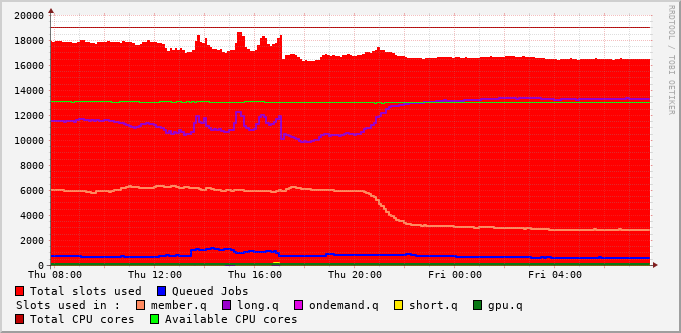 20000
18000
16000
14000
12000
10000
8000
6000
4000
2000
0
Thu 08:00 Thu 12:00 Thu 16:00 Thu 20:00 Fri 00:00 Fri 04:00
Total slots used Queued Jobs
Slots used in : member.q long.q ondemand.q short.q gpu.q
Total CPU cores Available CPU cores
RRDTOOL / TOBI OETIKER